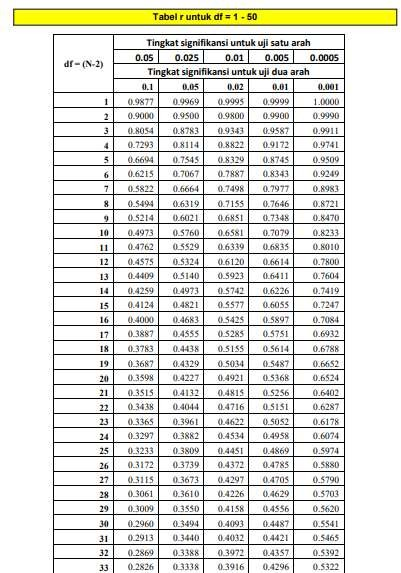 Tabel r untuk df = 1 - 50
df = (N-2) Tingkat signifikansi untuk uji satu arah
0.05 0.025 0.01 0.005 0.0005
Tingkat signifikansi untuk uji dua arah
0.1 0.05 0.02 0.01 0.001
1 0.9877 0.9969 0.9995 0.9999 1.0000
2 0.9000 0.9500 0.9800 0.9900 0.9990
3 0.8054 0.8783 0.9343 0.9587 0.9911
4 0.7293 0.8114 0.8822 0.9172 0.9741
5 0.6694 0.7545 0.8329 0.8745 0.9509
6 0.6215 0.7067 0.7887 0.8343 0.9249
7 0.5822 0.6664 0.7498 0.7977 0.8983
8 0.5494 0.6319 0.7155 0.7646 0.8721
9 0.5214 0.6021 0.6851 0.7348 0.8470
10 0.4973 0.5760 0.6581 0.7079 0.8233
11 0.4762 0.5529 0.6339 0.6835 0.8010
12 0.4575 0.5324 0.6120 0.6614 0.7800
13 0.4409 0.5140 0.5923 0.6411 0.7604
14 0.4259 0.4973 0.5742 0.6226 0.7419
15 0.4124 0.4821 0.5577 0.6055 0.7247
16 0.4000 0.4683 0.5425 0.5897 0.7084
17 0.3887 0.4555 0.5285 0.5751 0.6932
18 0.3783 0.4438 0.5155 0.5614 0.6788
19 0.3687 0.4329 0.5034 0.5487 0.6652
20 0.3598 0.4227 0.4921 0.5368 0.6524
21 0.3515 0.4132 0.4815 0.5256 0.6402
22 0.3438 0.4044 0.4716 0.5151 0.6287
23 0.3365 0.3961 0.4622 0.5052 0.6178
24 0.3297 0.3882 0.4534 0.4958 0.6074
25 0.3233 0.3809 0.4451 0.4869 0.5974
26 0.3172 0.3739 0.4372 0.4785 0.5880
27 0.3115 0.3673 0.4297 0.4705 0.5790
28 0.3061 0.3610 0.4226 0.4629 0.5703
29 0.3009 0.3550 0.4158 0.4556 0.5620
30 0.2960 0.3494 0.4093 0.4487 0.5541
31 0.2913 0.3440 0.4032 0.4421 0.5465
32 0.2869 0.3388 0.3972 0.4357 0.5392
33 0.2826 0.3338 0.3916 0.4296 0.5322